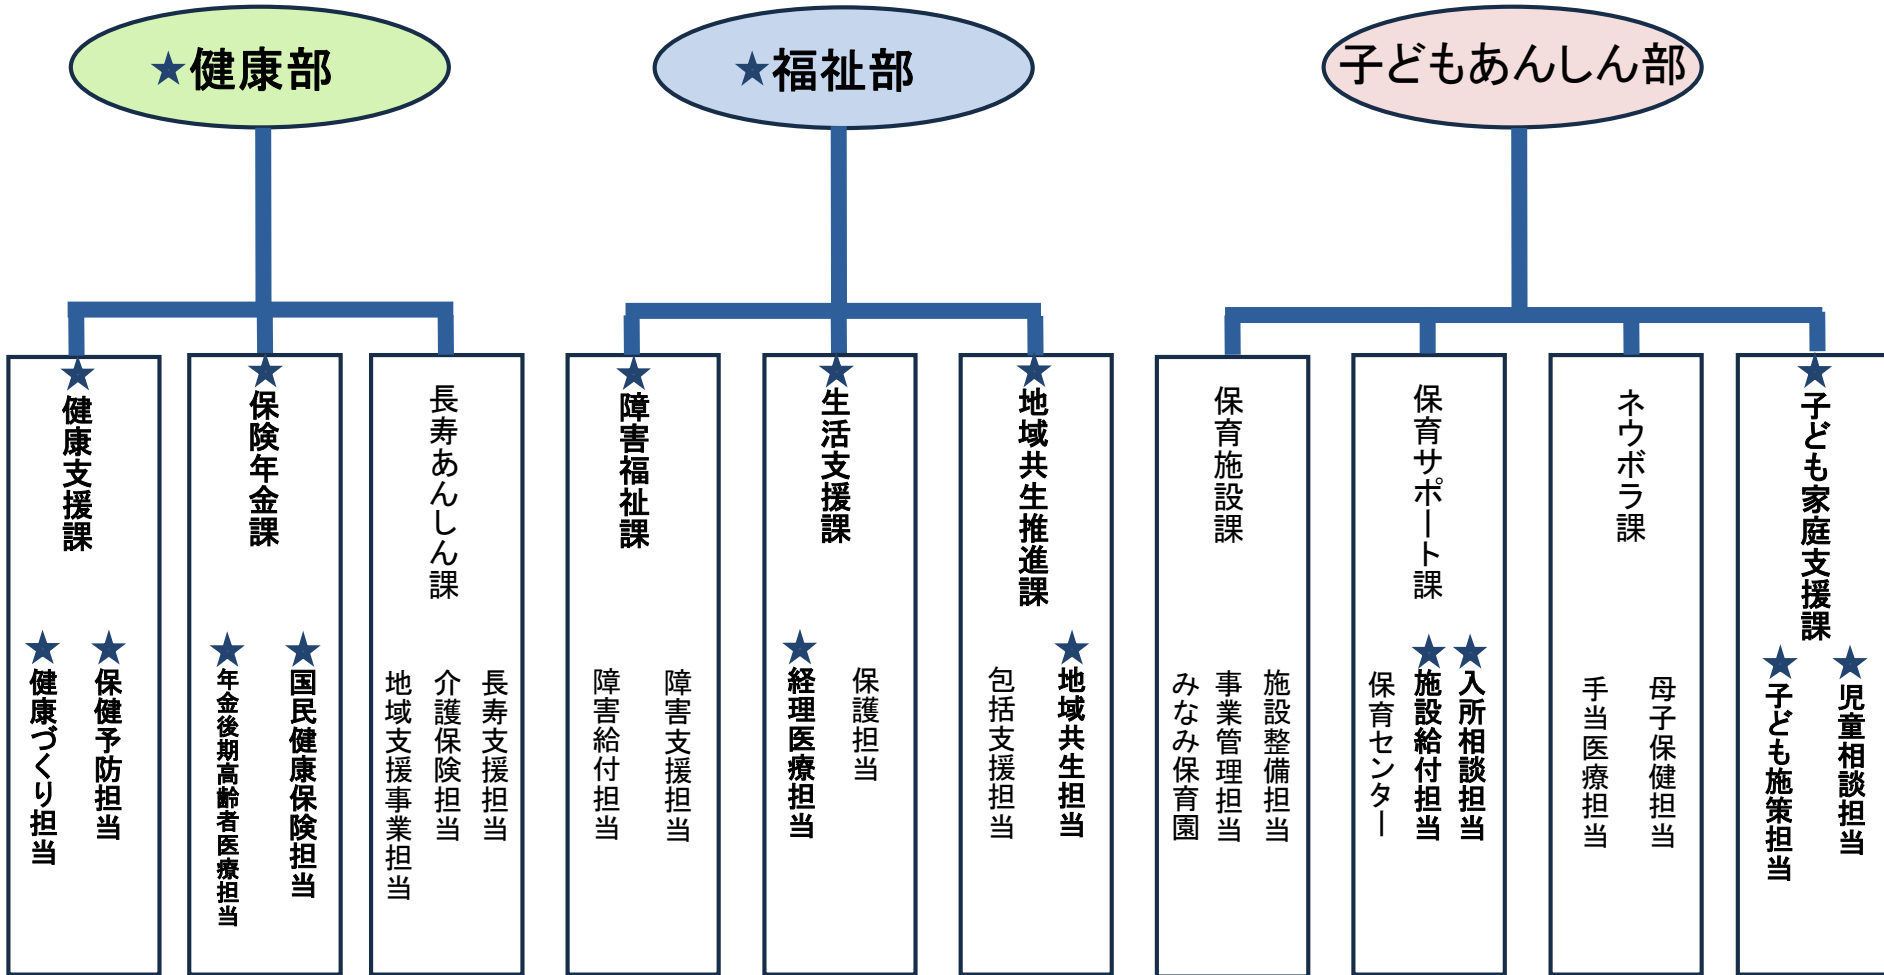 ★健康部
★福祉部
子どもあんしん部
★健康支援課
★保健予防担当
★健康づくり担当
★保険年金課
★国民健康保険担当
★年金後期高齢者医療担当
長寿あんしん課
長寿支援担当
介護保険担当
地域支援事業担当
★障害福祉課
障害支援担当
障害給付担当
★生活支援課
保護担当
★経理医療担当
★地域共生推進課
★地域共生担当
包括支援担当
保育施設課
施設整備担当
事業管理担当
みなみ保育園
保育サポート課
★入所相談担当
★施設給付担当
保育センター
ネウボラ課
母子保健担当
手当医療担当
★子ども家庭支援課
★児童相談担当
★子ども施策担当